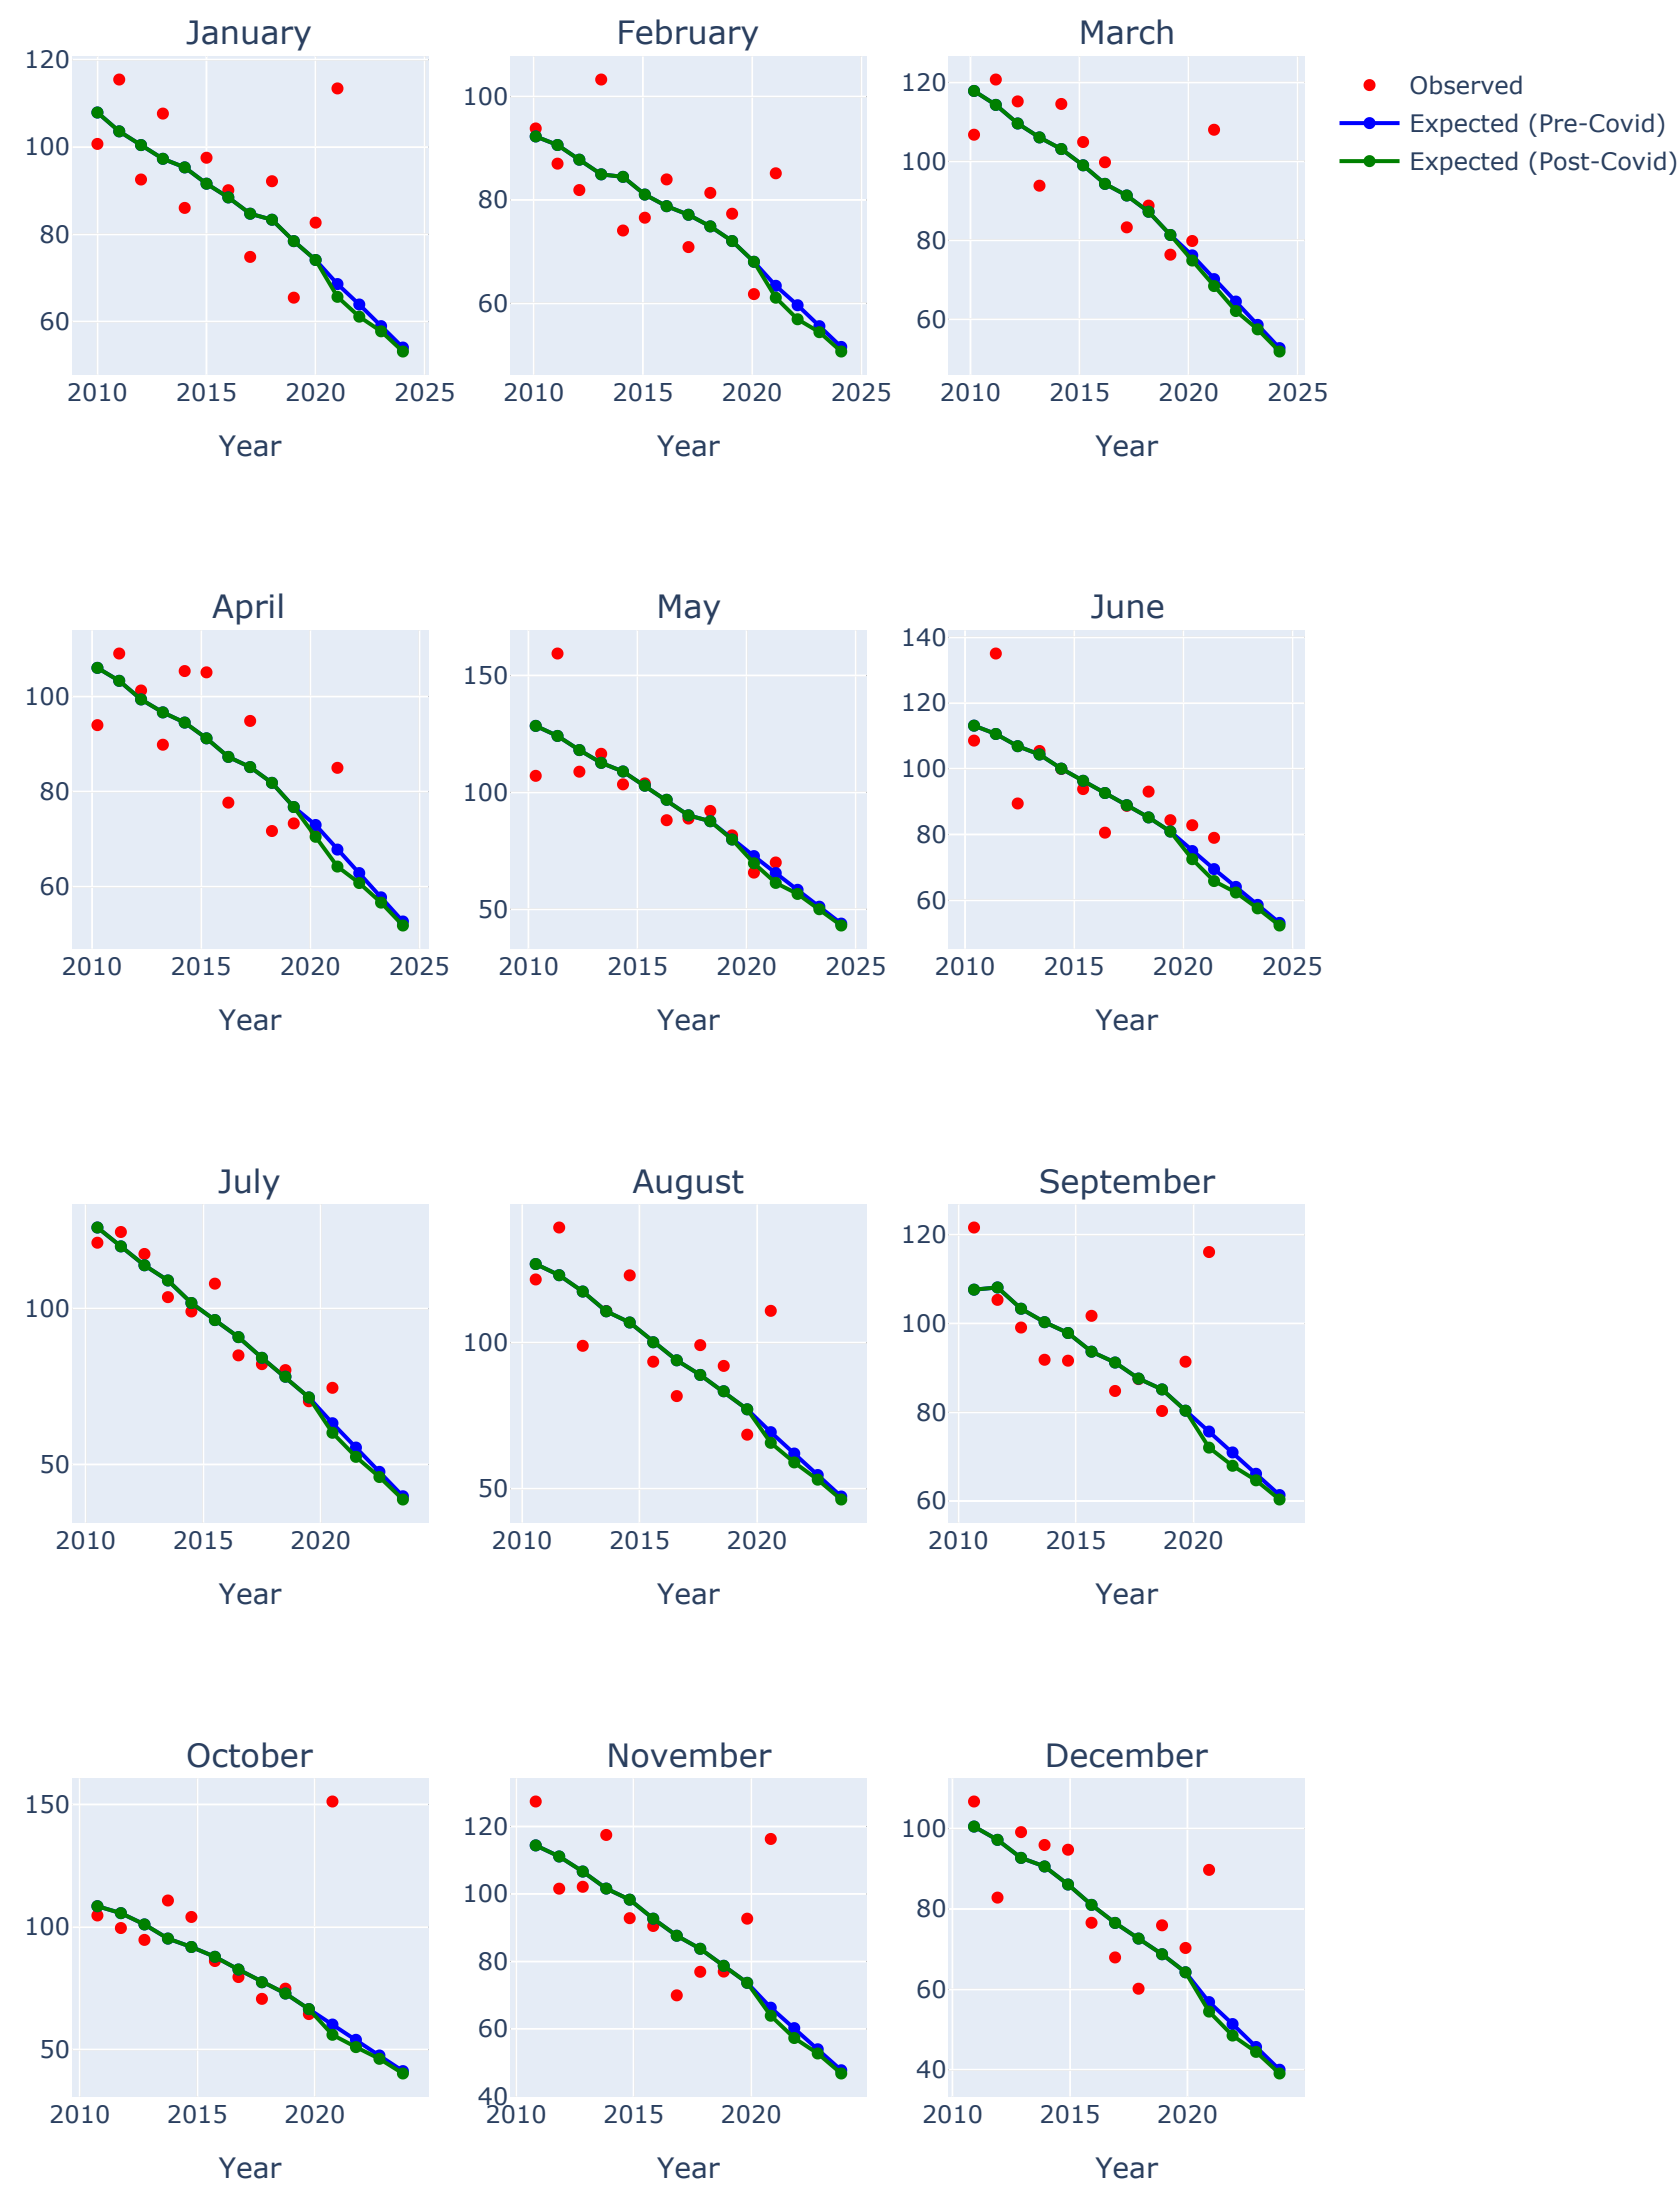 January February March
Observed
Expected (Pre-Covid)
Expected (Post-Covid)
120
100
80
60
2010 2015 2020 2025
Year
100
80
60
2010 2015 2020 2025
Year
120
100
80
60
2010 2015 2020 2025
Year
April May June
100
80
60
2010 2015 2020 2025
Year
150
100
50
2010 2015 2020 2025
Year
140
120
100
80
60
2010 2015 2020 2025
Year
July August September
100
50
2010 2015 2020
Year
100
50
2010 2015 2020
Year
120
100
80
60
2010 2015 2020
Year
October November December
150
100
50
2010 2015 2020
Year
120
100
80
60
40
2010 2015 2020
Year
100
80
60
40
2010 2015 2020
Year